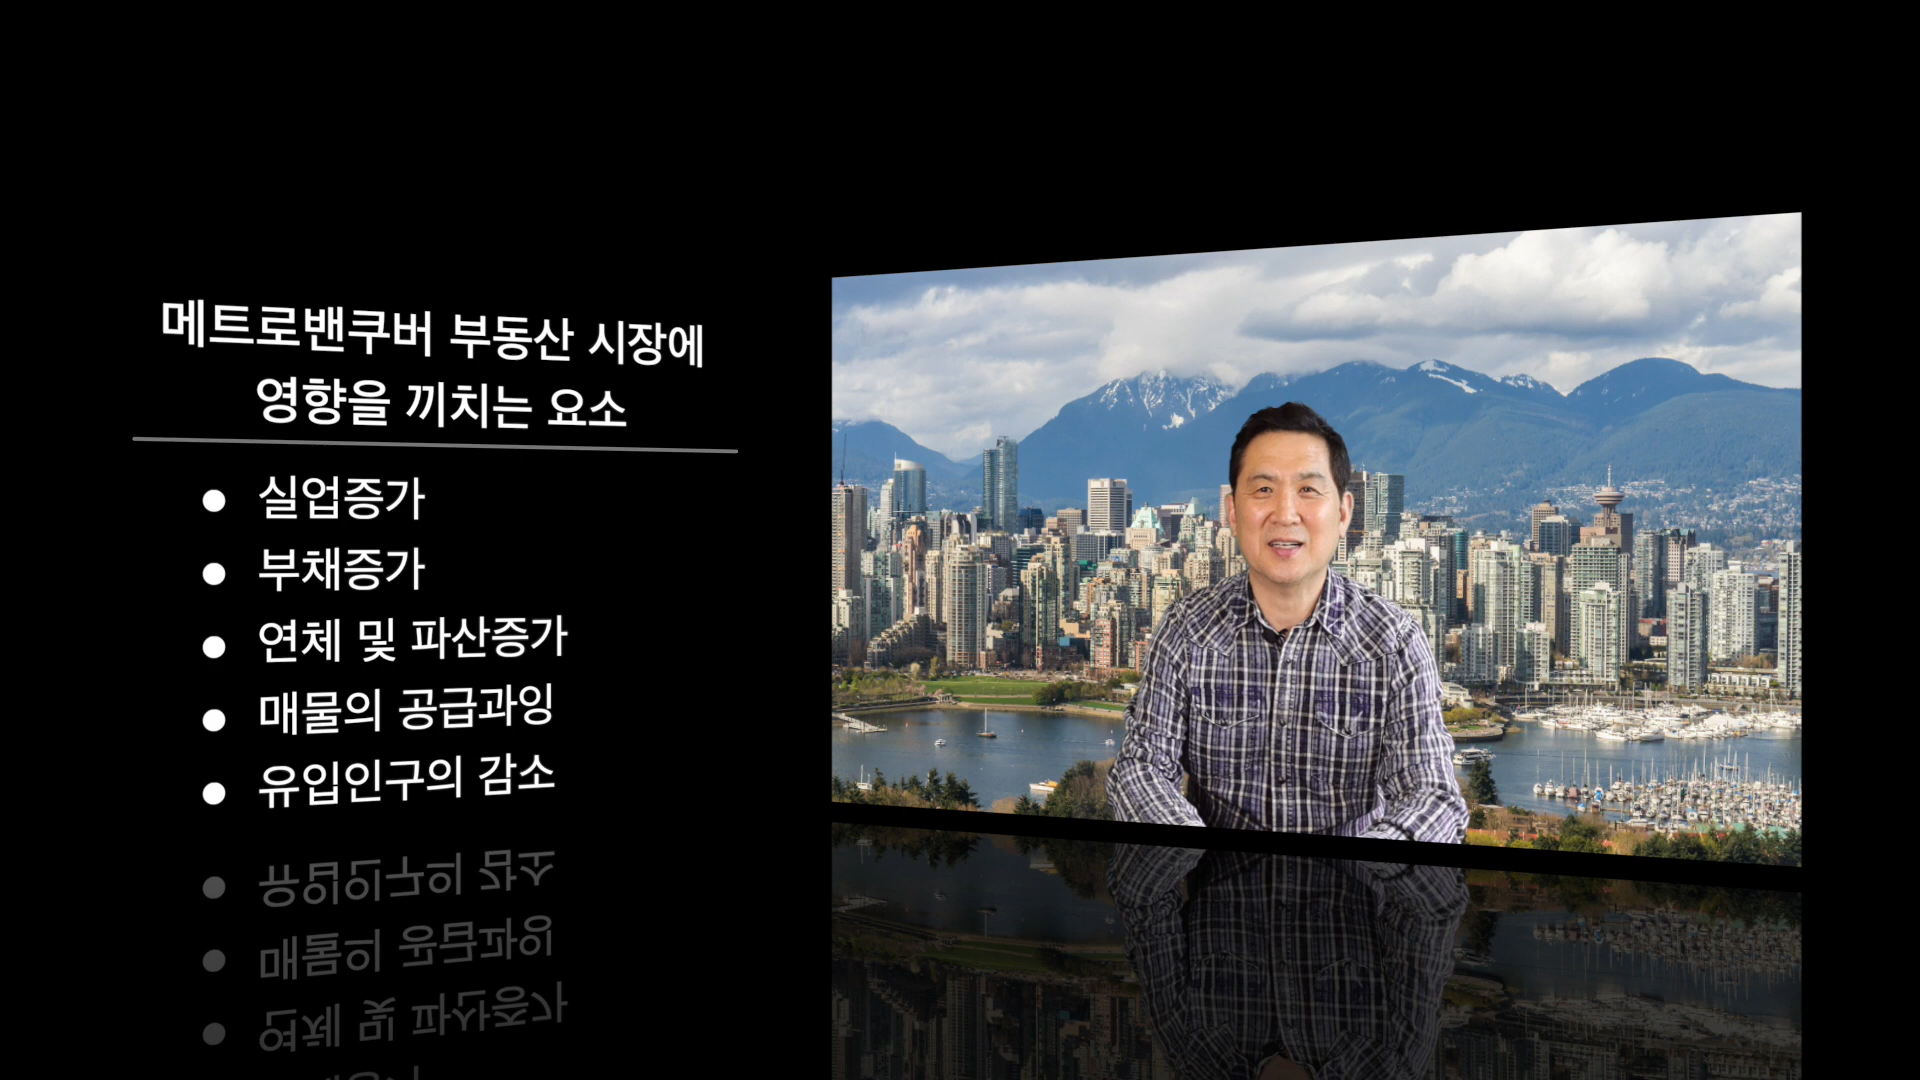 메트로밴쿠버 부동산 시장에
영향을 끼치는 요소
● 실업증가
● 부채증가
● 연체 및 파산증가
● 매물의 공급과잉
● 유입인구의 감소